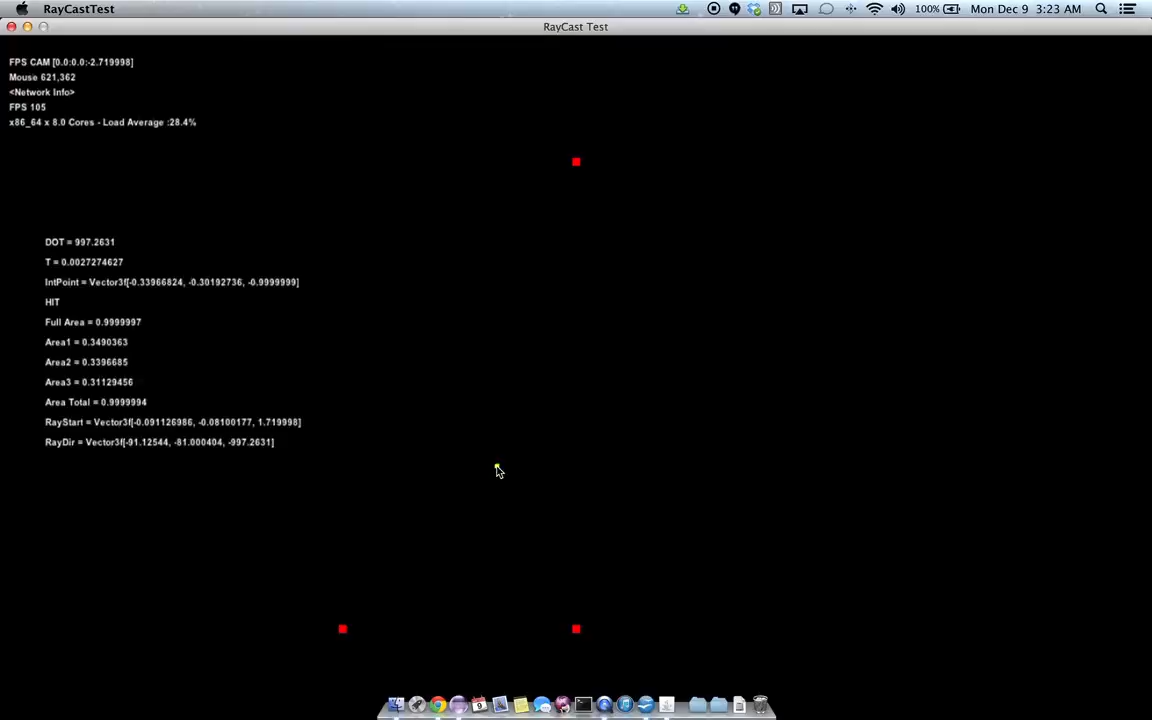 RayCastTest
100%
Mon Dec 9 3:23 AM
RayCast Test
FPS CAM [0.0:0.0:-2.719998]
Mouse 621,362
<Network Info>
FPS 105
x86_64 x 8.0 Cores - Load Average :28.4%
DOT = 997.2631
T = 0.0027274627
IntPoint = Vector3f[-0.33966824, -0.30192736, -0.9999999]
HIT
Full Area = 0.9999997
Area1 = 0.3490363
Area2 = 0.3396685
Area3 = 0.31129456
Area Total = 0.9999994
RayStart = Vector3f[-0.091126986, -0.08100177, 1.719998]
RayDir = Vector3f[-91.12544, -81.000404, -997.2631]
9